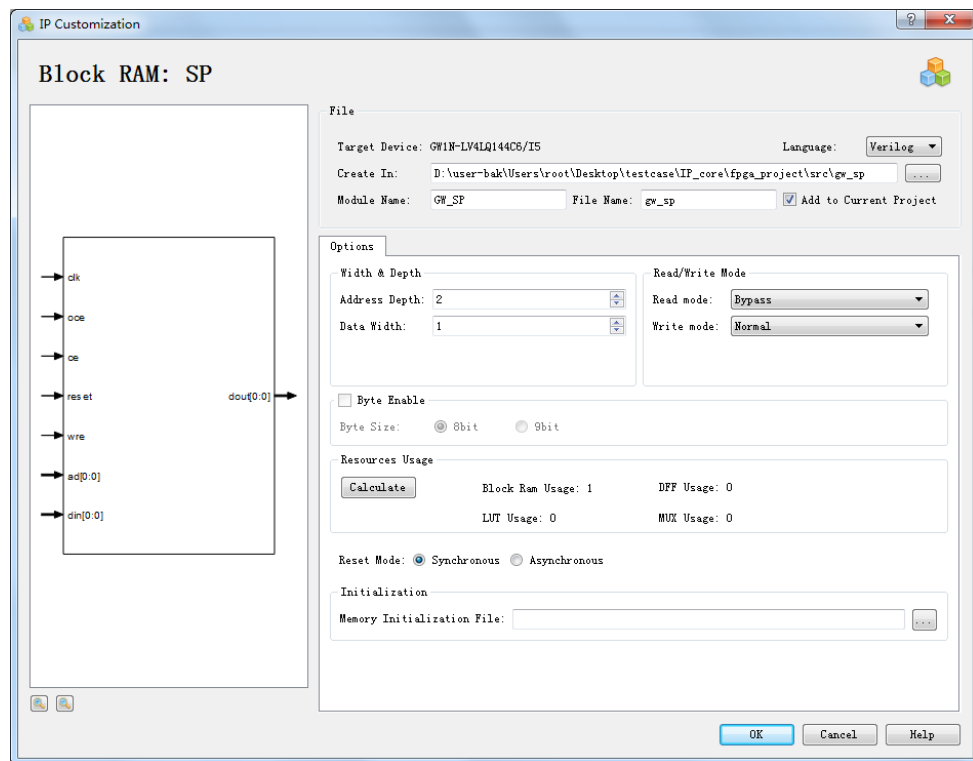 IP Customization
Block RAM: SP
File
Target Device: GW1N-LV4LQ144C6/I5
Language: Verilog
Create In: D:\user-bak\Users\root\Desktop\testcase\IP_core\fpga_project\src\gw_sp ...
Module Name: GW_SP File Name: gw_sp Add to Current Project
clk
oce
ce
reset
wre
ad[0:0]
din[0:0]
dout[0:0]
Options
Width & Depth
Address Depth: 2
Data Width: 1
Read/Write Mode
Read mode: Bypass
Write mode: Normal
Byte Enable
Byte Size: 8bit 9bit
Resources Usage
Calculate Block Ram Usage: 1 DFF Usage: 0
LUT Usage: 0 MUX Usage: 0
Reset Mode: Synchronous Asynchronous
Initialization
Memory Initialization File: ...
OK Cancel Help